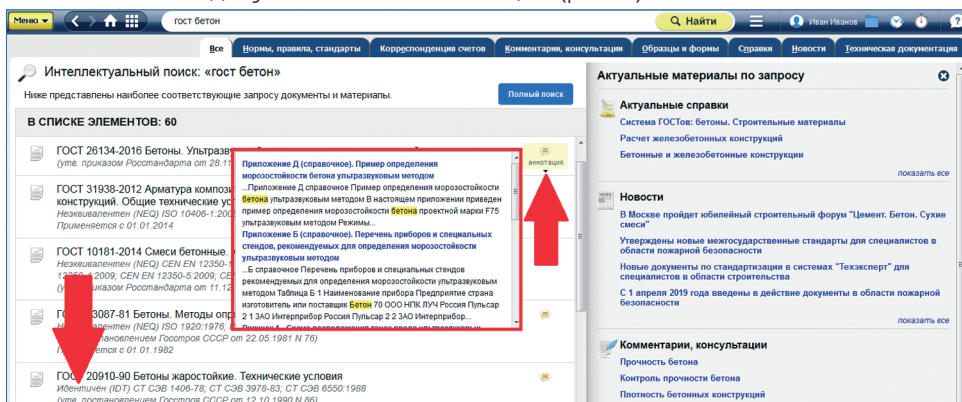 Меню
гост бетон
Найти
Иван Иванов
Все
Нормы, правила, стандарты
Корреспонденция счетов
Комментарии, консультации
Образцы и формы
Справки
Новости
Техническая документация
Интеллектуальный поиск: «гост бетон»
Ниже представлены наиболее соответствующие запросу документы и материалы.
Полный поиск
В СПИСКЕ ЭЛЕМЕНТОВ: 60
ГОСТ 26134-2016 Бетоны.
(утв. приказом Росстандарта от
аннотация
ГОСТ 31938-2012 Арматура
конструкций. Общие технические
Неэквивалентен (NEQ) ISO
Применяется с 01.01.2014
ГОСТ 10181-2014 Смеси бетонные.
Неэквивалентен (NEQ) CEN EN
2009; CEN EN 12350-5:2009;
приказом Росстандарта от
3087-81 Бетоны. Методы
(NEQ) ISO 1920:1976;
Госстроя СССР от 22.05.1981 N 76)
с 01.01.1982
20910-90 Бетоны жаростойкие. Технические условия
Идентичен (IDT) СТ СЭВ 1406-78; СТ СЭВ 3978-83; СТ СЭВ 6550:1988
(утв. постановлением Госстроя СССР от 12.10.1990 N 86)
Приложение Д (справочное). Пример определения
морозостойкости бетона ультразвуковым методом
...Приложение Д справочное Пример определения морозостойкости
бетона ультразвуковым методом В настоящем приложении приведен
пример определения морозостойкости бетона проектной марки F75
ультразвуковым методом Режимы...
Приложение Б (справочное). Перечень приборов и специальных
стендов, рекомендуемых для определения морозостойкости
ультразвуковым методом
...Б справочное Перечень приборов и специальных стендов
рекомендуемых для определения морозостойкости ультразвуковым
методом Таблица Б 1 Наименование прибора Предприятие страна
изготовитель или поставщик Бетон 70 ООО НПК ЛУЧ Россия Пульсар
2 1 ЗАО Интерприбор Россия Пульсар 2 2 ЗАО Интерприбор...
Актуальные материалы по запросу
Актуальные справки
Система ГОСТов: бетоны. Строительные материалы
Расчет железобетонных конструкций
Бетонные и железобетонные конструкции
показать все
Новости
В Москве пройдет юбилейный строительный форум "Цемент. Бетон. Сухие
смеси"
Утверждены новые межгосударственные стандарты для специалистов в
области пожарной безопасности
Новые документы по стандартизации в системах "Техэксперт" для
специалистов в области строительства
С 1 апреля 2019 года введены в действие документы в области пожарной
безопасности
показать все
Комментарии, консультации
Прочность бетона
Контроль прочности бетона
Плотность бетонных конструкций